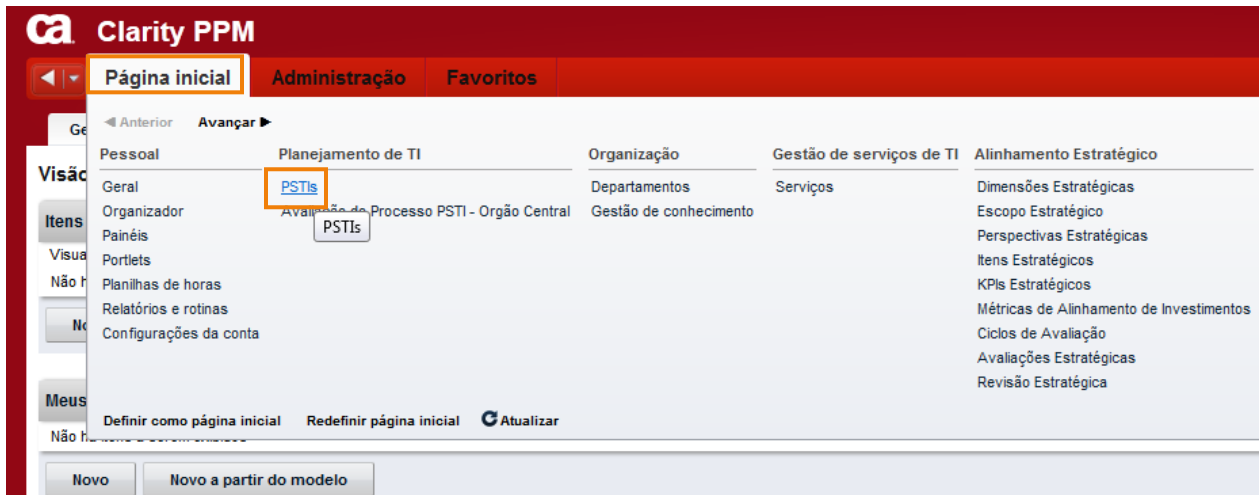 ca Clarity PPM
Página inicial Administração Favoritos
Ge
Anterior Avançar
Pessoal Planejamento de TI Organização Gestão de serviços de TI Alinhamento Estratégico
Visão
Geral PSTIs Departamentos Serviços Dimensões Estratégicas
Itens
Organizador Avaliação do Processo PSTI - Orgão Central Gestão de conhecimento Escopo Estratégico
PSTIs
Painéis Perspectivas Estratégicas
Visua
Portlets Itens Estratégicos
Não h
Planilhas de horas KPIs Estratégicos
Relatórios e rotinas Métricas de Alinhamento de Investimentos
No
Configurações da conta Ciclos de Avaliação
Avaliações Estratégicas
Revisão Estratégica
Meus
Definir como página inicial Redefinir página inicial Atualizar
Não h
Novo Novo a partir do modelo